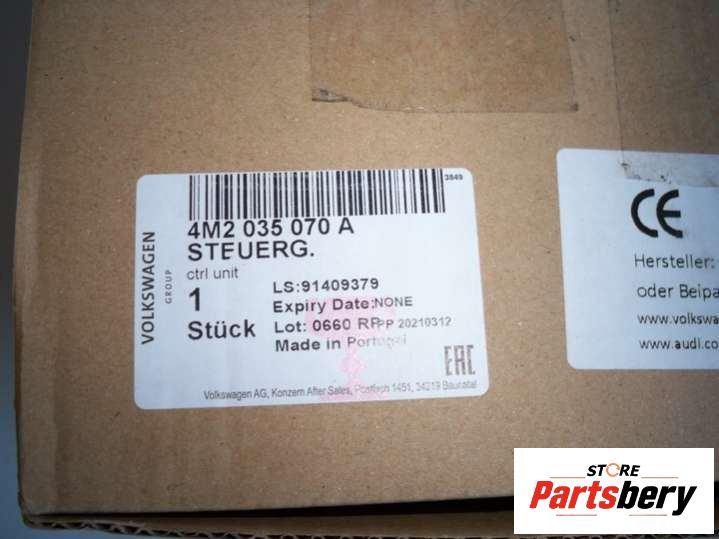 3849
4M2 035 070 A
STEUERG.
ctrl unit
1
Stück
LS:91409379
Expiry Date:NONE
Lot: 0660 RP PP 20210312
Made in Portugal
EAC
Volkswagen AG, Konzern After Sales, Postfach 1451, 34219 Baunatal
VOLKSWAGEN
GROUP
CE
Hersteller:
oder Beipa
www.volkswa
www.audi.co
STORE
Partsbery